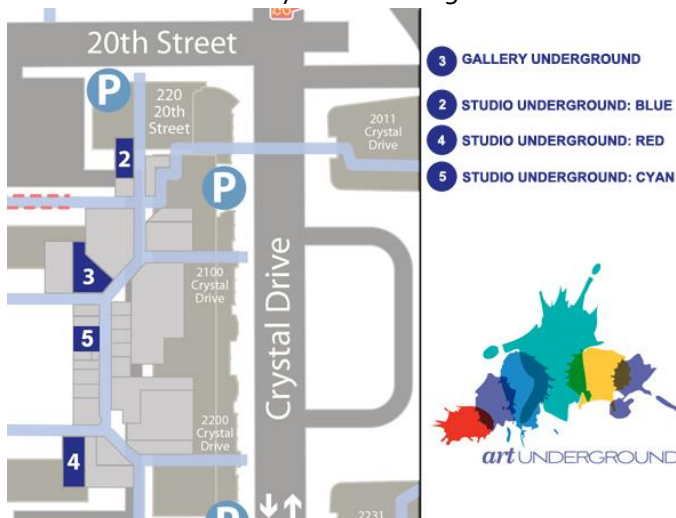 20th Street
P
220
20th
Street
2011
Crystal
Drive
2
P
3
2100
Crystal
Drive
Crystal Drive
5
2200
Crystal
Drive
4
P
2231
3 GALLERY UNDERGROUND
2 STUDIO UNDERGROUND: BLUE
4 STUDIO UNDERGROUND: RED
5 STUDIO UNDERGROUND: CYAN
art UNDERGROUND